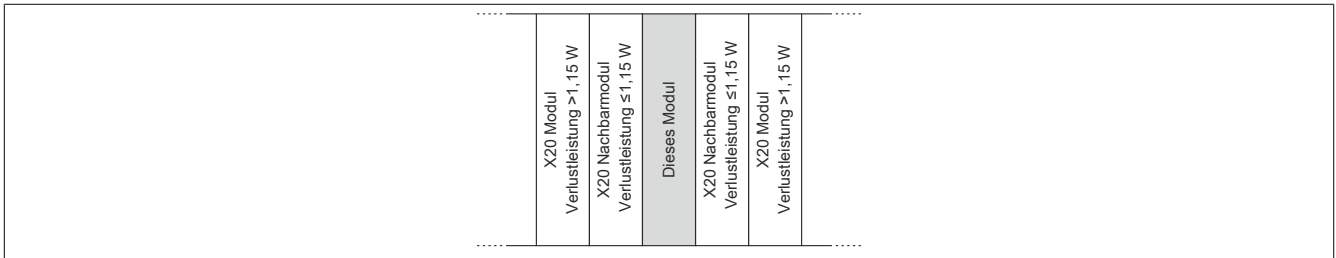 X20 Modul
Verlustleistung >1,15 W
X20 Nachbarmodul
Verlustleistung ≤1,15 W
Dieses Modul
X20 Nachbarmodul
Verlustleistung ≤1,15 W
X20 Modul
Verlustleistung >1,15 W